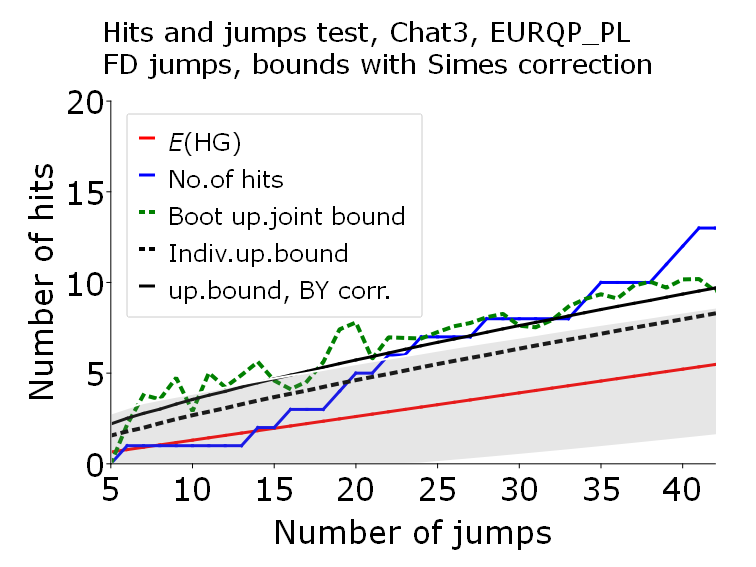 Hits and jumps test, Chat3, EURQP_PL
FD jumps, bounds with Simes correction
20
15
10
5
0
Number of hits
E(HG)
No.of hits
Boot up.joint bound
Indiv.up.bound
up.bound, BY corr.
5 10 15 20 25 30 35 40
Number of jumps